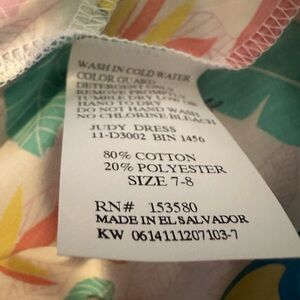 WASH IN COLD WATER
COLOR GUARD
DETERGENT ONLY
REMOVE PROMPTLY
TUMBLE DRY LOW OR
HANG TO DRY
DO NOT HAND WASH
NO CHLORINE BLEACH
JUDY DRESS
11-D3002 BIN 1456
80% COTTON
20% POLYESTER
SIZE 7-8
RN# 153580
MADE IN EL SALVADOR
KW 0614111207103-7